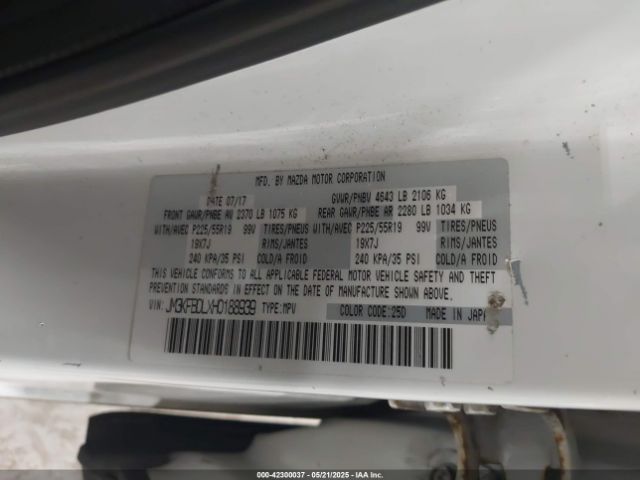 MFG. BY MAZDA MOTOR CORPORATION
DATE 07/17 GVWR/PNBV 4643 LB 2106 KG
FRONT GAWR/PNBE AV 2370 LB 1075 KG REAR GAWR/PNBE AR 2280 LB 1034 KG
WITH/AVEC P225/55R19 99V TIRES/PNEUS WITH/AVEC P225/55R19 99V TIRES/PNEUS
19X7J RIMS/JANTES 19X7J RIMS/JANTES
240 KPA/35 PSI COLD/A FROID 240 KPA/35 PSI COLD/A FROID
THIS VEHICLE CONFORMS TO ALL APPLICABLE FEDERAL MOTOR VEHICLE SAFETY AND THEFT
PREVENTION STANDARDS IN EFFECT ON THE DATE OF MANUFACTURE SHOWN ABOVE.
VIN: JM3KFBDLXH0188939 TYPE:MPV COLOR CODE:25D MADE IN JAPAN
000-42300037 - 05/21/2025 - IAA Inc.